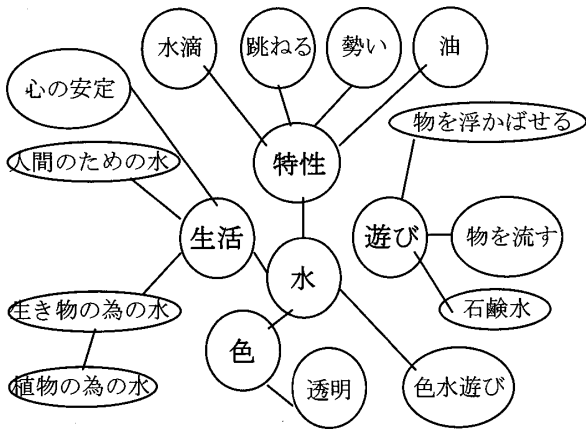 水滴
跳ねる
勢い
油
心の安定
物を浮かばせる
人間のための水
特性
生活
遊び
物を流す
水
生き物の為の水
石鹸水
色
植物の為の水
透明
色水遊び